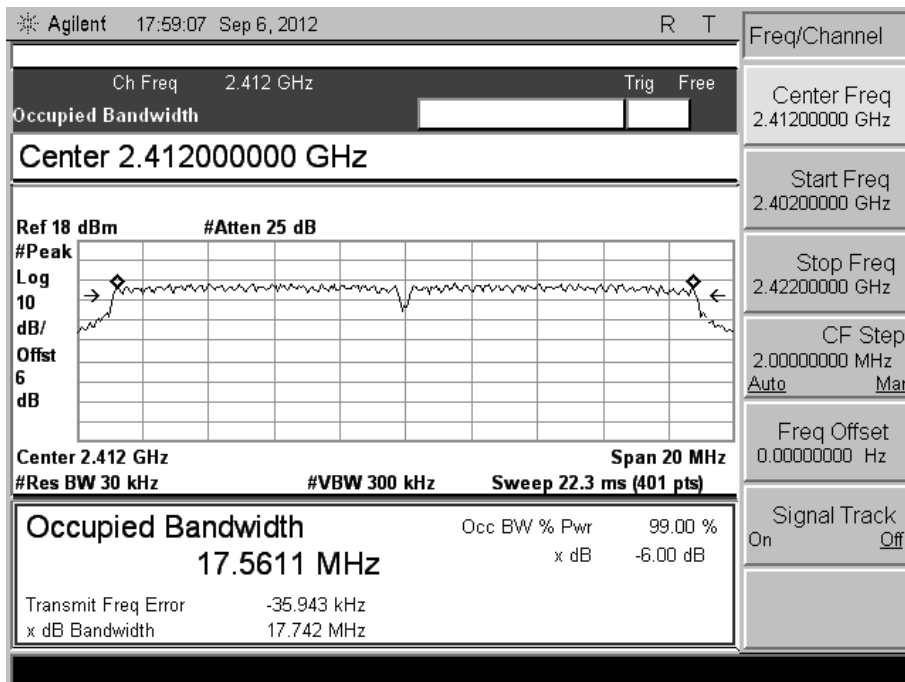 Agilent 17:59:07 Sep 6, 2012 R T
Ch Freq 2.412 GHz Trig Free
Occupied Bandwidth
Center 2.412000000 GHz
Ref 18 dBm #Atten 25 dB
#Peak
Log
10
dB/
Offst
6
dB
Center 2.412 GHz Span 20 MHz
#Res BW 30 kHz #VBW 300 kHz Sweep 22.3 ms (401 pts)
Occupied Bandwidth Occ BW % Pwr 99.00 %
17.5611 MHz x dB -6.00 dB
Transmit Freq Error -35.943 kHz
x dB Bandwidth 17.742 MHz
Freq/Channel
Center Freq
2.41200000 GHz
Start Freq
2.40200000 GHz
Stop Freq
2.42200000 GHz
CF Step
2.00000000 MHz
Auto Mar
Freq Offset
0.00000000 Hz
Signal Track
On Off